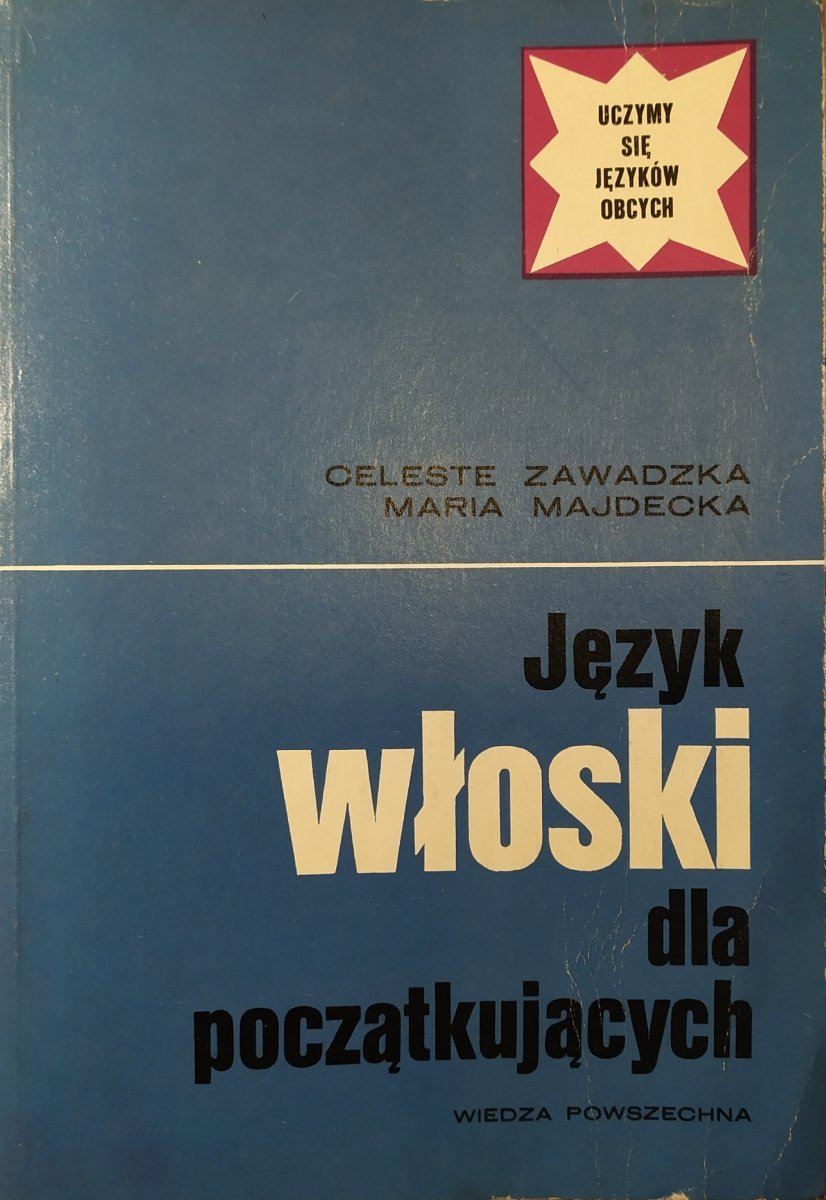 UCZYMY
SIĘ
JĘZYKÓW
OBCYCH
CELESTE ZAWADZKA
MARIA MAJDECKA
Język
włoski
dla
początkujących
WIEDZA POWSZECHNA